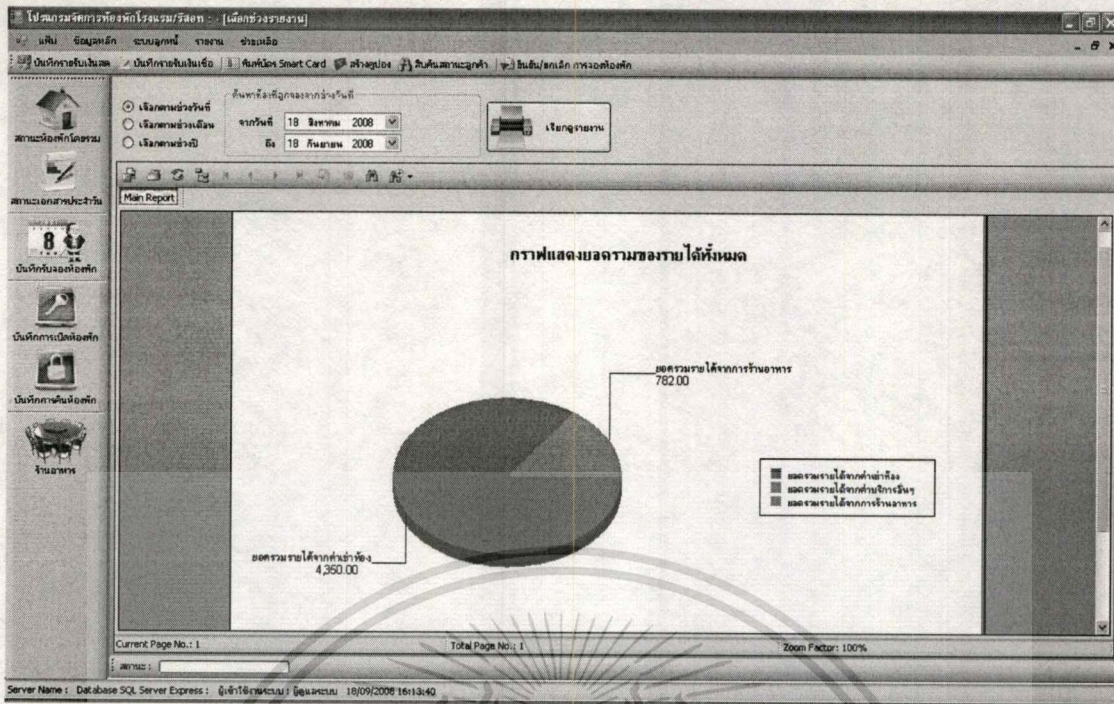 โปรแกรมจัดการห้องพักโรงแรม/รีสอท : - [เลือกช่วงรายงาน]
แฟ้ม ข้อมูลหลัก ระบบลูกหนี้ รายงาน ช่วยเหลือ
บันทึกรายรับเงินสด บันทึกรายรับเงินเชื่อ พิมพ์บัตร Smart Card สร้างคูปอง สืบค้นสถานะลูกค้า ยืนยัน/ยกเลิก การจองห้องพัก
สถานะห้องพักโดยรวม
สถานะเอกสารประจำวัน
8
บันทึกรับจองห้องพัก
บันทึกการเปิดห้องพัก
บันทึกการคืนห้องพัก
ร้านอาหาร
เลือกตามช่วงวันที่
เลือกตามช่วงเดือน
เลือกตามช่วงปี
ค้นหาห้องที่ถูกจองจากช่วงวันที่
จากวันที่ 18 สิงหาคม 2008
ถึง 18 กันยายน 2008
เรียกดูรายงาน
Main Report
กราฟแสดงยอดรวมของรายได้ทั้งหมด
ยอดรวมรายได้จากการร้านอาหาร
782.00
ยอดรวมรายได้จากค่าเช่าห้อง
ยอดรวมรายได้จากค่าบริการอื่นๆ
ยอดรวมรายได้จากการร้านอาหาร
ยอดรวมรายได้จากค่าเช่าห้อง
4,350.00
Current Page No.: 1 Total Page No.: 1 Zoom Factor: 100%
สถานะ :
Server Name : Database SQL Server Express : ผู้เข้าใช้งานระบบ : ผู้ดูแลระบบ 18/09/2008 16:13:40